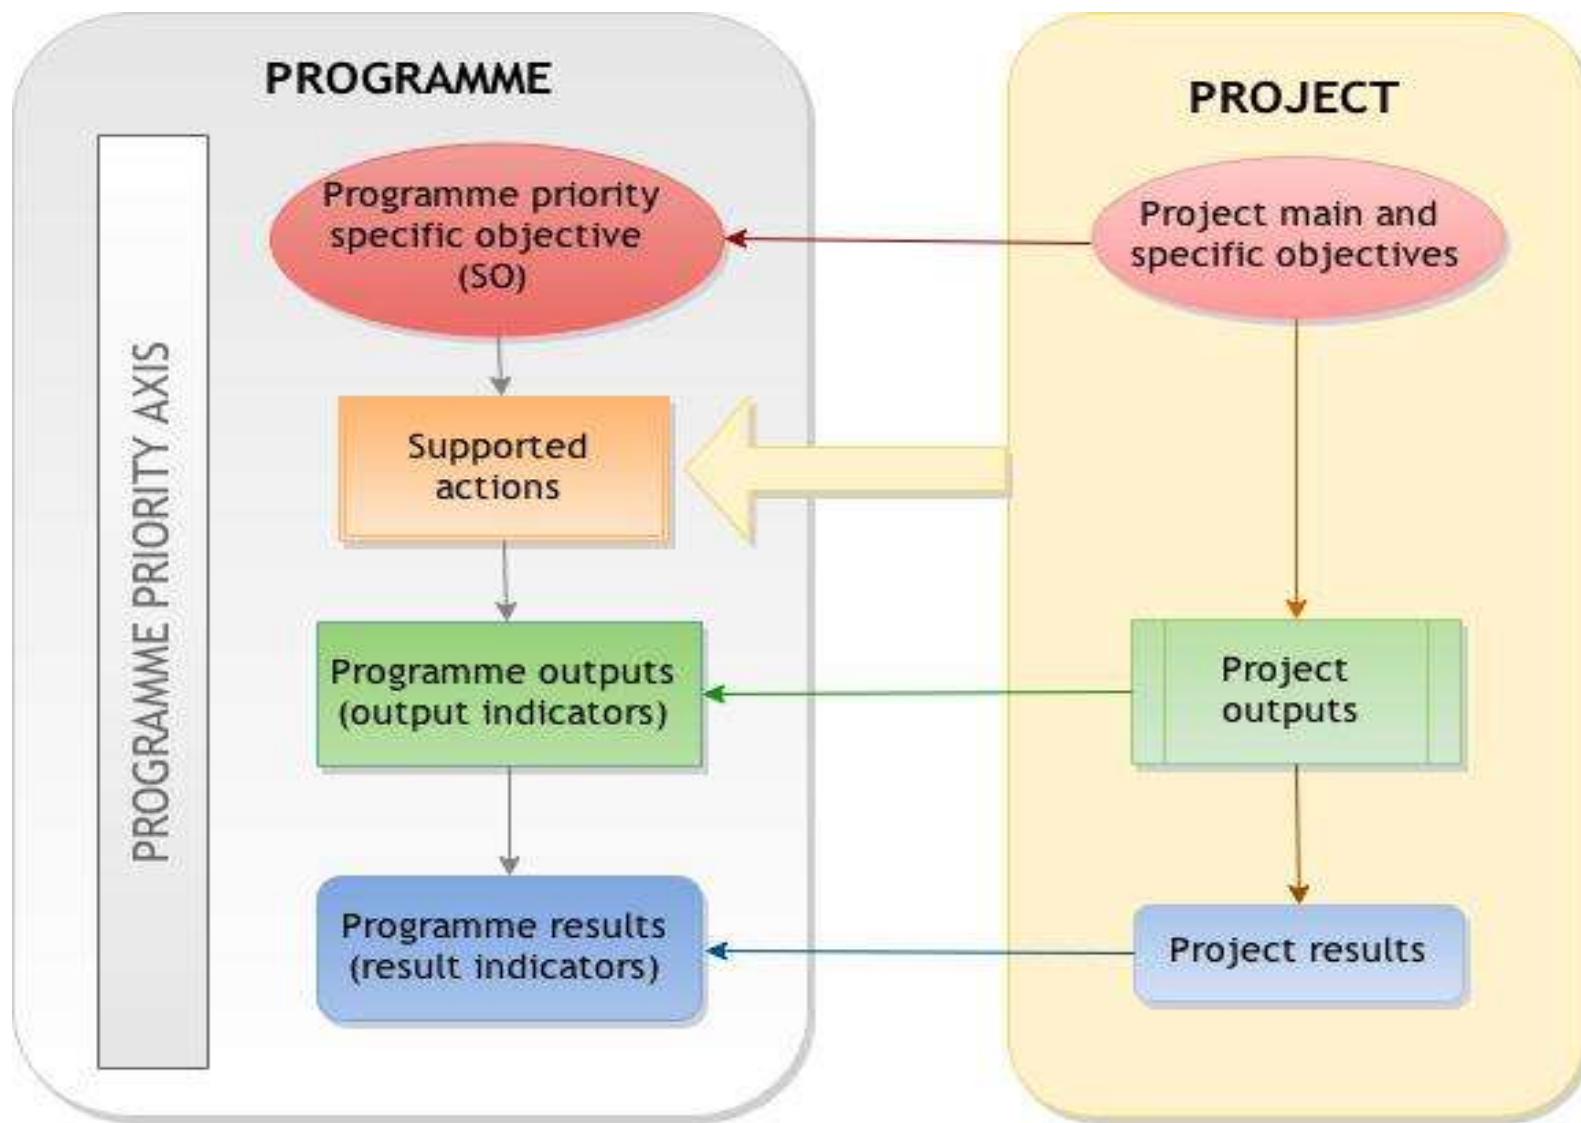 PROGRAMME
PROGRAMME PRIORITY AXIS
Programme priority
specific objective
(SO)
Supported
actions
Programme outputs
(output indicators)
Programme results
(result indicators)
PROJECT
Project main and
specific objectives
Project
outputs
Project results